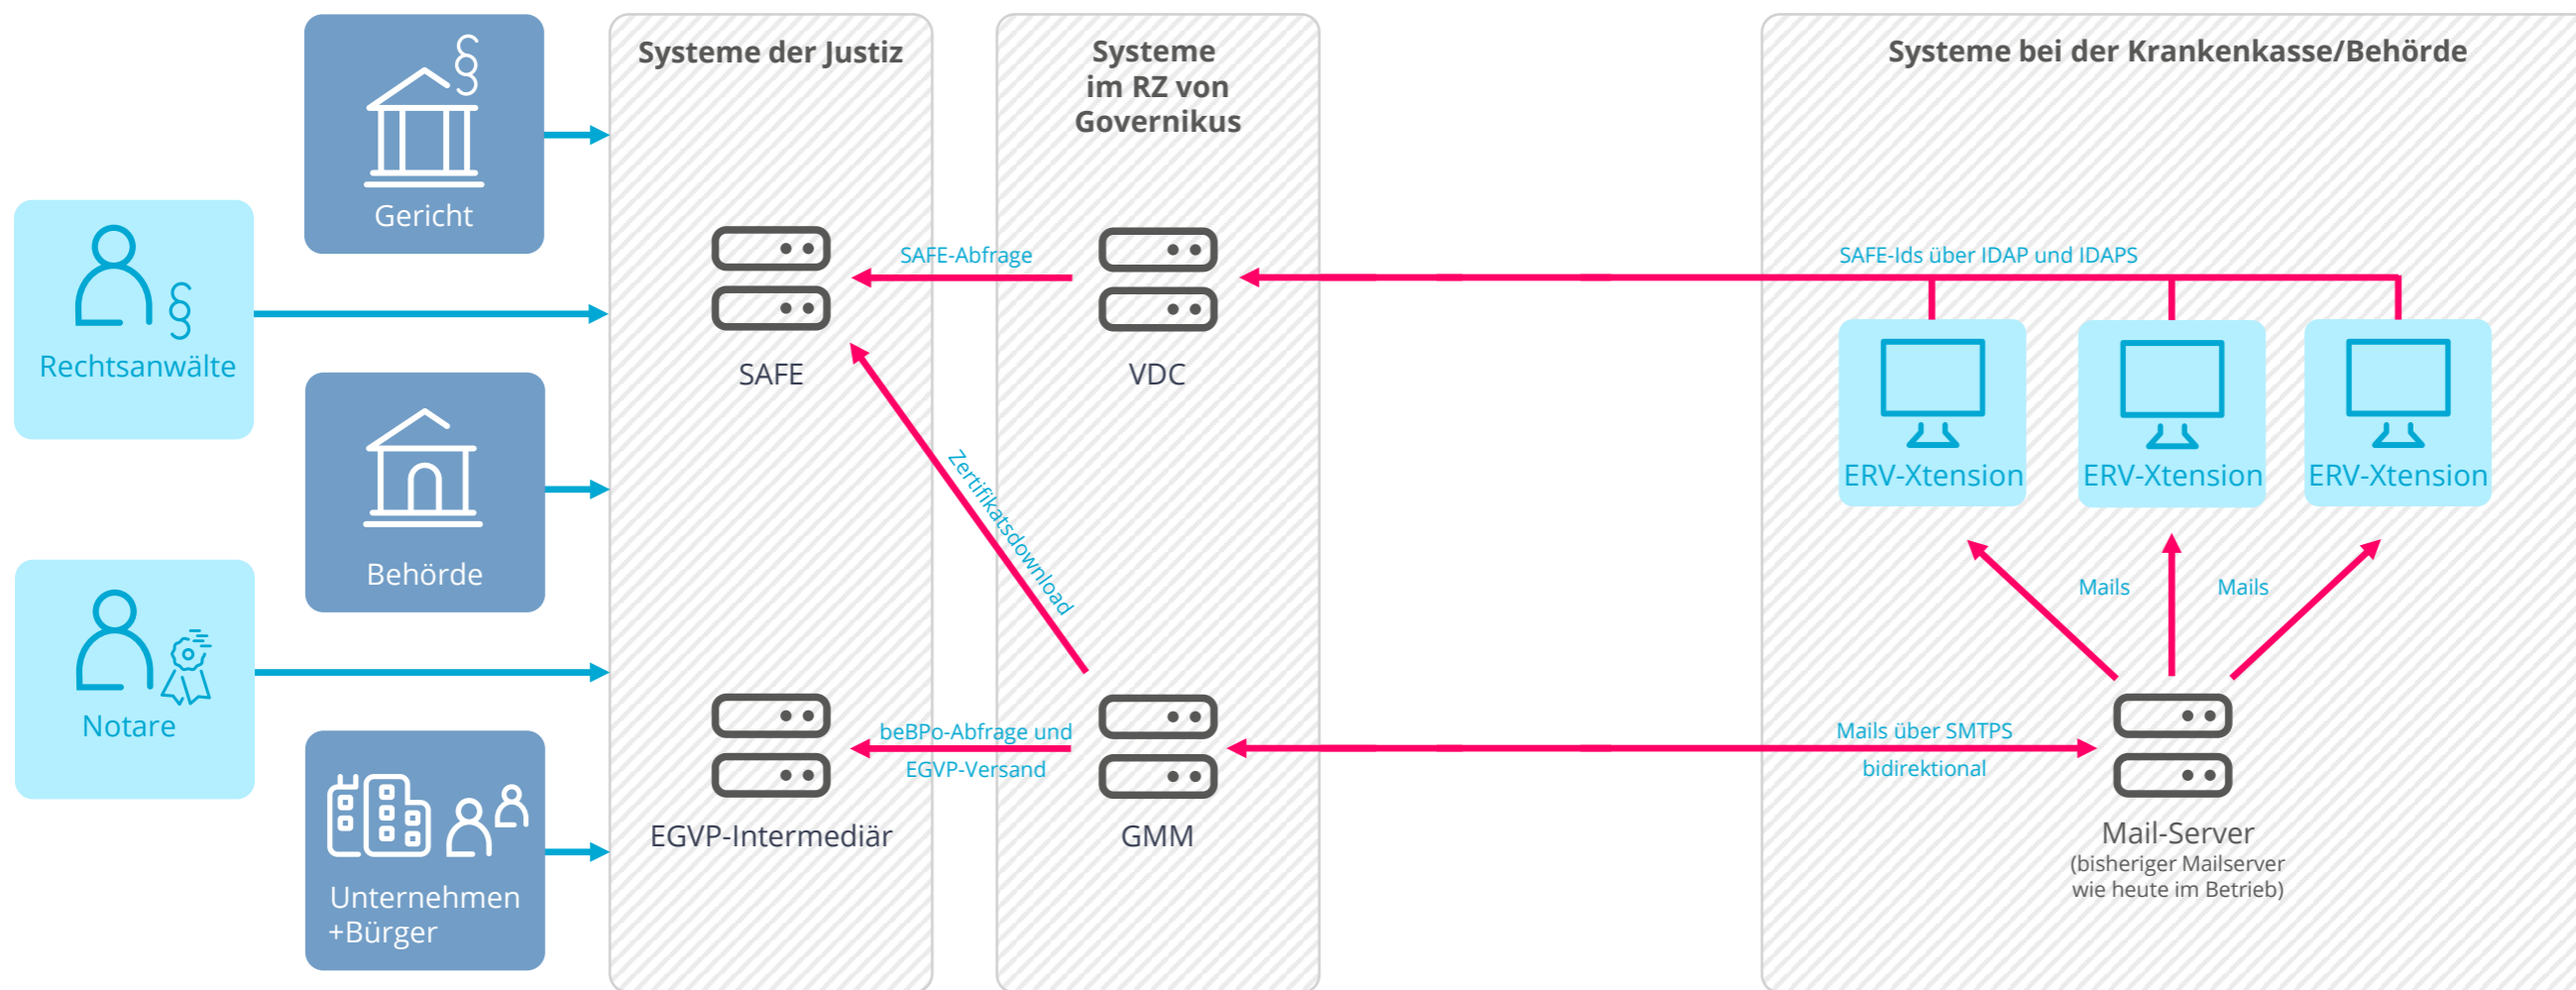 Gericht
Rechtsanwälte
Behörde
Notare
Unternehmen
+Bürger
Systeme der Justiz
SAFE
EGVP-Intermediär
Systeme
im RZ von
Governikus
SAFE-Abfrage
VDC
Zertifikatsdownload
beBPo-Abfrage und
EGVP-Versand
GMM
Systeme bei der Krankenkasse/Behörde
SAFE-Ids über IDAP und IDAPS
ERV-Xtension
ERV-Xtension
ERV-Xtension
Mails
Mails
Mails über SMTPS
bidirektional
Mail-Server
(bisheriger Mailserver
wie heute im Betrieb)